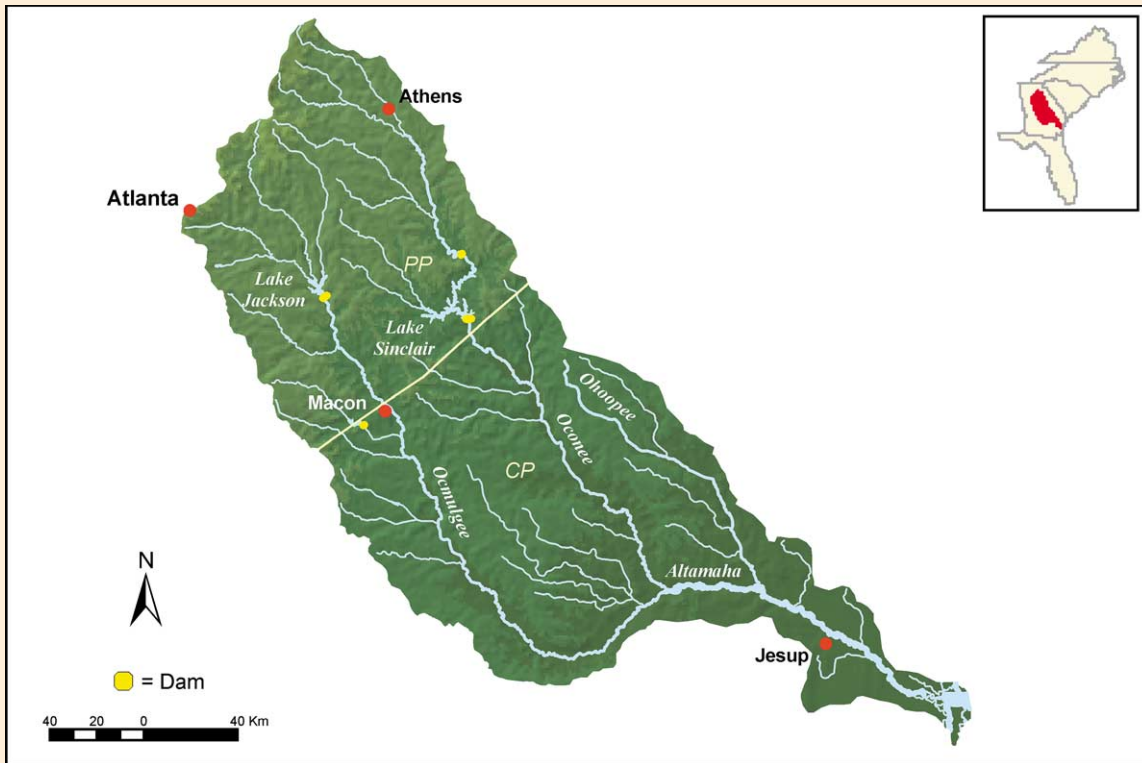 Athens
Atlanta
PP
Lake
Jackson
Lake
Sinclair
Macon
Ohoopee
Oconee
CP
Ocmulgee
Altamaha
N
Jesup
= Dam
40 20 0 40 Km